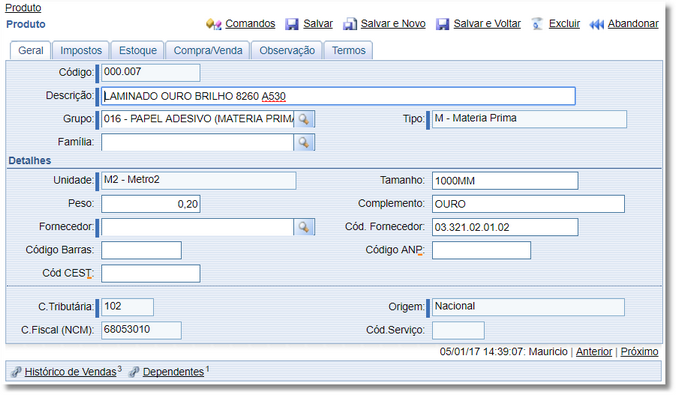 Produto
Produto Comandos Salvar Salvar e Novo Salvar e Voltar Excluir Abandonar
Geral Impostos Estoque Compra/Venda Observação Termos
Código: 000.007
Descrição: LAMINADO OURO BRILHO 8260 A530
Grupo: 016 - PAPEL ADESIVO (MATERIA PRIMA Tipo: M - Materia Prima
Família:
Detalhes
Unidade: M2 - Metro2 Tamanho: 1000MM
Peso: 0,20 Complemento: OURO
Fornecedor: Cód. Fornecedor: 03.321.02.01.02
Código Barras: Código ANP:
Cód CEST:
C.Tributária: 102 Origem: Nacional
C.Fiscal (NCM): 68053010 Cód.Serviço:
05/01/17 14:39:07: Mauricio | Anterior | Próximo
Histórico de Vendas 3 Dependentes 1